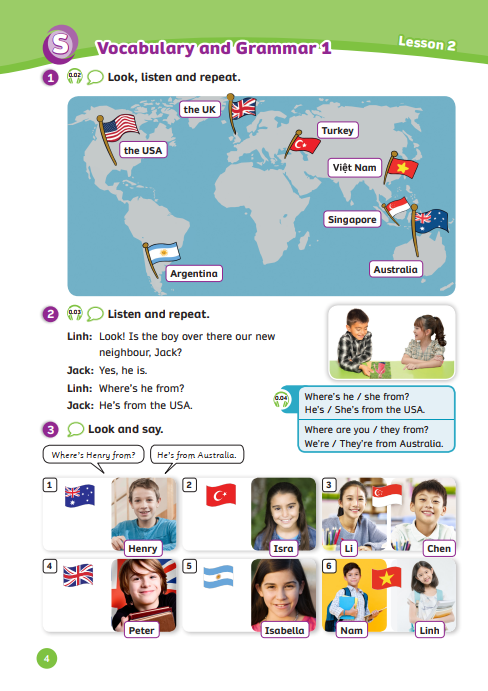 S
Vocabulary and Grammar 1
Lesson 2
1
0.02
Look, listen and repeat.
the UK
the USA
Turkey
Việt Nam
Singapore
Argentina
Australia
2
0.03
Listen and repeat.
Linh: Look! Is the boy over there our new
neighbour, Jack?
Jack: Yes, he is.
Linh: Where's he from?
Jack: He's from the USA.
0.04
Where's he / she from?
He's / She's from the USA.
Where are you / they from?
We're / They're from Australia.
3
Look and say.
Where's Henry from?
He's from Australia.
1
Henry
2
Isra
3
Li
Chen
4
Peter
5
Isabella
6
Nam
Linh
4